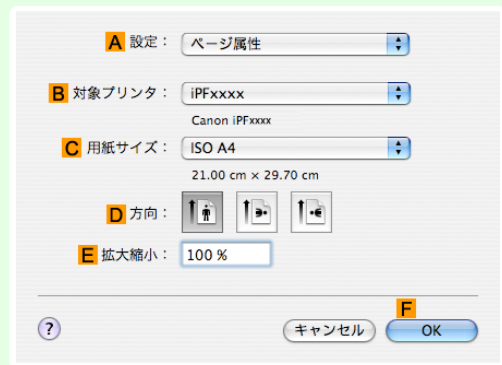 A 設定： ページ属性
B 対象プリンタ： iPFxxxx
Canon iPFxxxx
C 用紙サイズ： ISO A4
21.00 cm × 29.70 cm
D 方向：
E 拡大縮小： 100 %
F
? キャンセル OK